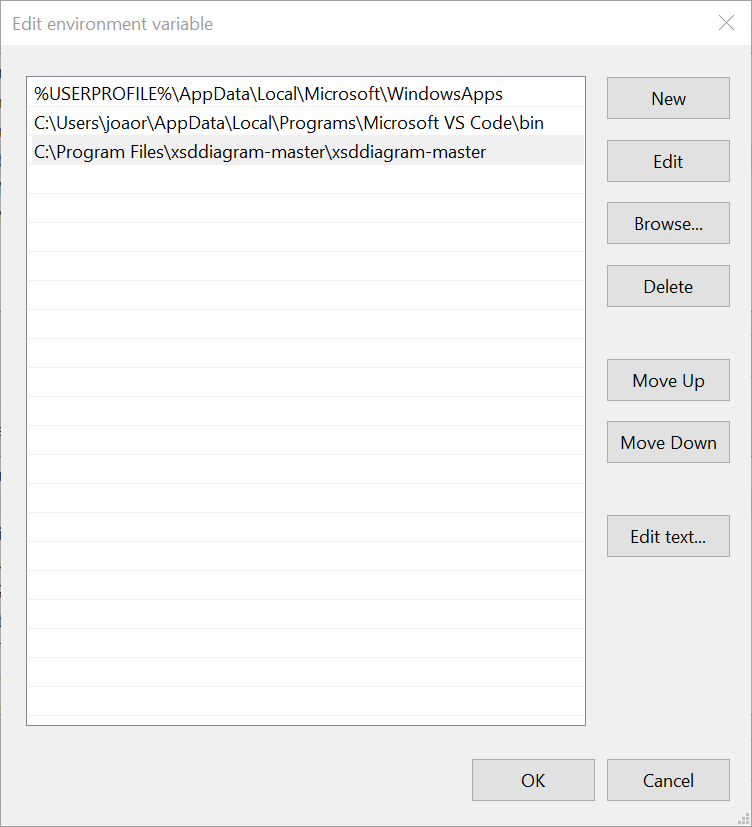 Edit environment variable
%USERPROFILE%\AppData\Local\Microsoft\WindowsApps
C:\Users\joaor\AppData\Local\Programs\Microsoft VS Code\bin
C:\Program Files\xsddiagram-master\xsddiagram-master
New
Edit
Browse...
Delete
Move Up
Move Down
Edit text...
OK
Cancel